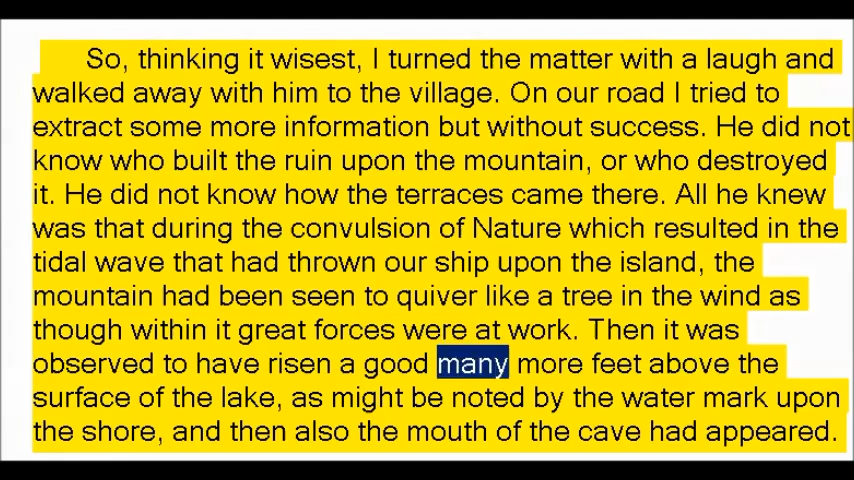 So, thinking it wisest, I turned the matter with a laugh and
walked away with him to the village. On our road I tried to
extract some more information but without success. He did not
know who built the ruin upon the mountain, or who destroyed
it. He did not know how the terraces came there. All he knew
was that during the convulsion of Nature which resulted in the
tidal wave that had thrown our ship upon the island, the
mountain had been seen to quiver like a tree in the wind as
though within it great forces were at work. Then it was
observed to have risen a good many more feet above the
surface of the lake, as might be noted by the water mark upon
the shore, and then also the mouth of the cave had appeared.